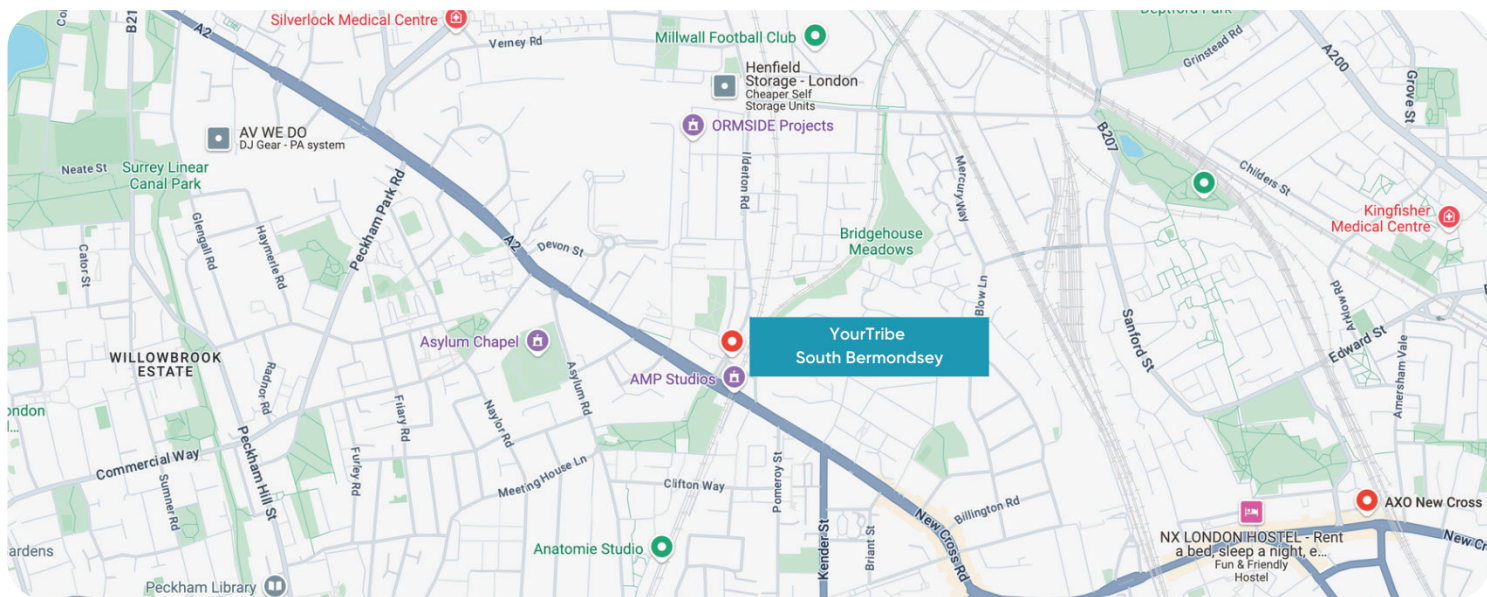 Silverlock Medical Centre
A2
Verney Rd
Millwall Football Club
Deptford Park
Grinstead Rd
A200
Grove St
Henfield
Storage - London
Cheaper Self
Storage Units
ORMSIDE Projects
AV WE DO
DJ Gear - PA system
Neate St
Surrey Linear
Canal Park
Peckham Park Rd
Ilderton Rd
Mercury Way
B207
Childers St
Kingfisher
Medical Centre
Glengall Rd
Haymerle Rd
Cator St
A2
Devon St
Bridgehouse
Meadows
Blow Ln
Sanford St
Arklow Rd
Edward St
YourTribe
South Bermondsey
Asylum Chapel
AMP Studios
WILLOWBROOK
ESTATE
Radnor Rd
Friary Rd
Naylor Rd
Asylum Rd
Amersham Vale
Commercial Way
Peckham Hill St
Sumner Rd
Furley Rd
Meeting House Ln
Clifton Way
Pomeroy St
Kender St
Briant St
New Cross Rd
Billington Rd
AXO New Cross
NX LONDON HOSTEL - Rent
a bed, sleep a night, e...
Fun & Friendly
Hostel
New Cr
Anatomie Studio
Peckham Library
ondon
ardens